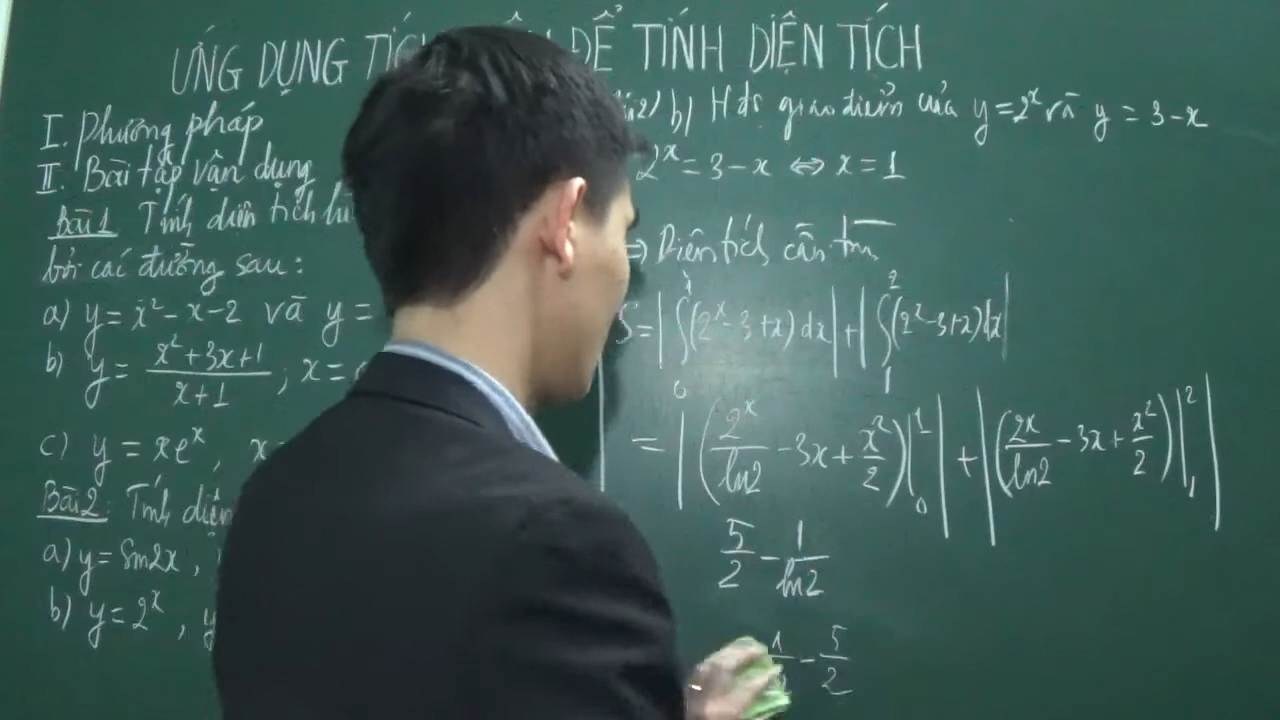 ỨNG DỤNG ĐỂ TÍNH DIỆN TÍCH
I. Phương pháp
II. Bài tập vận dụng
Bài 1 Tính diện tích
bởi các đường sau:
a) y = x² - x - 2 và y =
b) y = (x² + 3x + 1)/(x + 1) ; x =
c) y = xe^x, x
Bài 2: Tính diện
a) y = sin2x,
b) y = 2^x, y
b) Hđộ giao điểm của y = 2^x và y = 3 - x
2^x = 3 - x ⇔ x = 1
⇒ Diện tích cần tìm
S = |∫₀¹ (2^x - 3 + x) dx| + |∫₁² (2^x - 3 + x) dx|
= |(2^x/ln2 - 3x + x²/2)|₀¹| + |(2^x/ln2 - 3x + x²/2)|₁²|
5/2 - 1/ln2
- 5/2